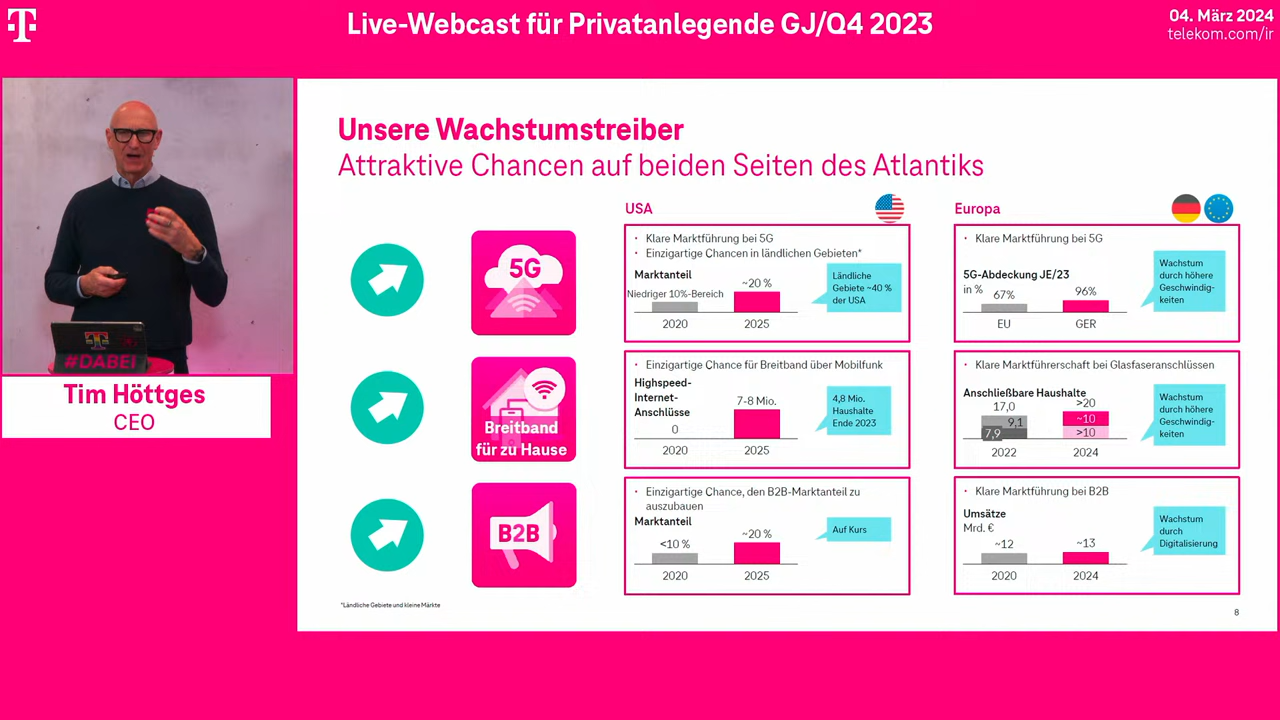 T
Live-Webcast für Privatanlegende GJ/Q4 2023
04. März 2024
telekom.com/ir
T
#DABEI
Tim Höttges
CEO
Unsere Wachstumstreiber
Attraktive Chancen auf beiden Seiten des Atlantiks
USA
Europa
5G
• Klare Marktführung bei 5G
• Einzigartige Chancen in ländlichen Gebieten*
Marktanteil
Niedriger 10%-Bereich
~20 %
2020
2025
Ländliche
Gebiete ~40 %
der USA
• Klare Marktführung bei 5G
5G-Abdeckung JE/23
in %
67%
96%
EU
GER
Wachstum
durch höhere
Geschwindig-
keiten
Breitband
für zu Hause
• Einzigartige Chance für Breitband über Mobilfunk
Highspeed-
Internet-
Anschlüsse
0
7-8 Mio.
2020
2025
4,8 Mio.
Haushalte
Ende 2023
• Klare Marktführerschaft bei Glasfaseranschlüssen
Anschließbare Haushalte
17,0
9,1
7,9
>20
~10
>10
2022
2024
Wachstum
durch höhere
Geschwindig-
keiten
B2B
• Einzigartige Chance, den B2B-Marktanteil zu
auszubauen
Marktanteil
<10 %
~20 %
2020
2025
Auf Kurs
• Klare Marktführung bei B2B
Umsätze
Mrd. €
~12
~13
2020
2024
Wachstum
durch
Digitalisierung
*Ländliche Gebiete und kleine Märkte
8